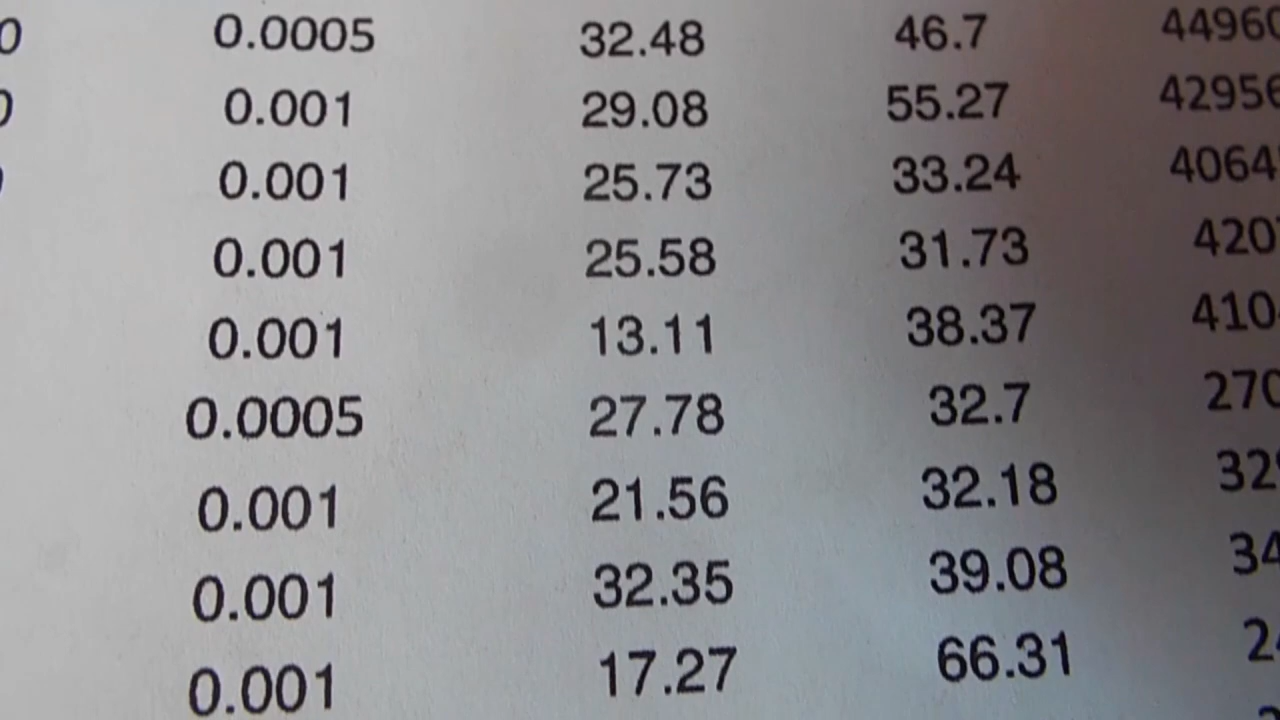 0.0005 32.48 46.7
0.001 29.08 55.27
0.001 25.73 33.24
0.001 25.58 31.73
0.001 13.11 38.37
0.0005 27.78 32.7
0.001 21.56 32.18
0.001 32.35 39.08
0.001 17.27 66.31